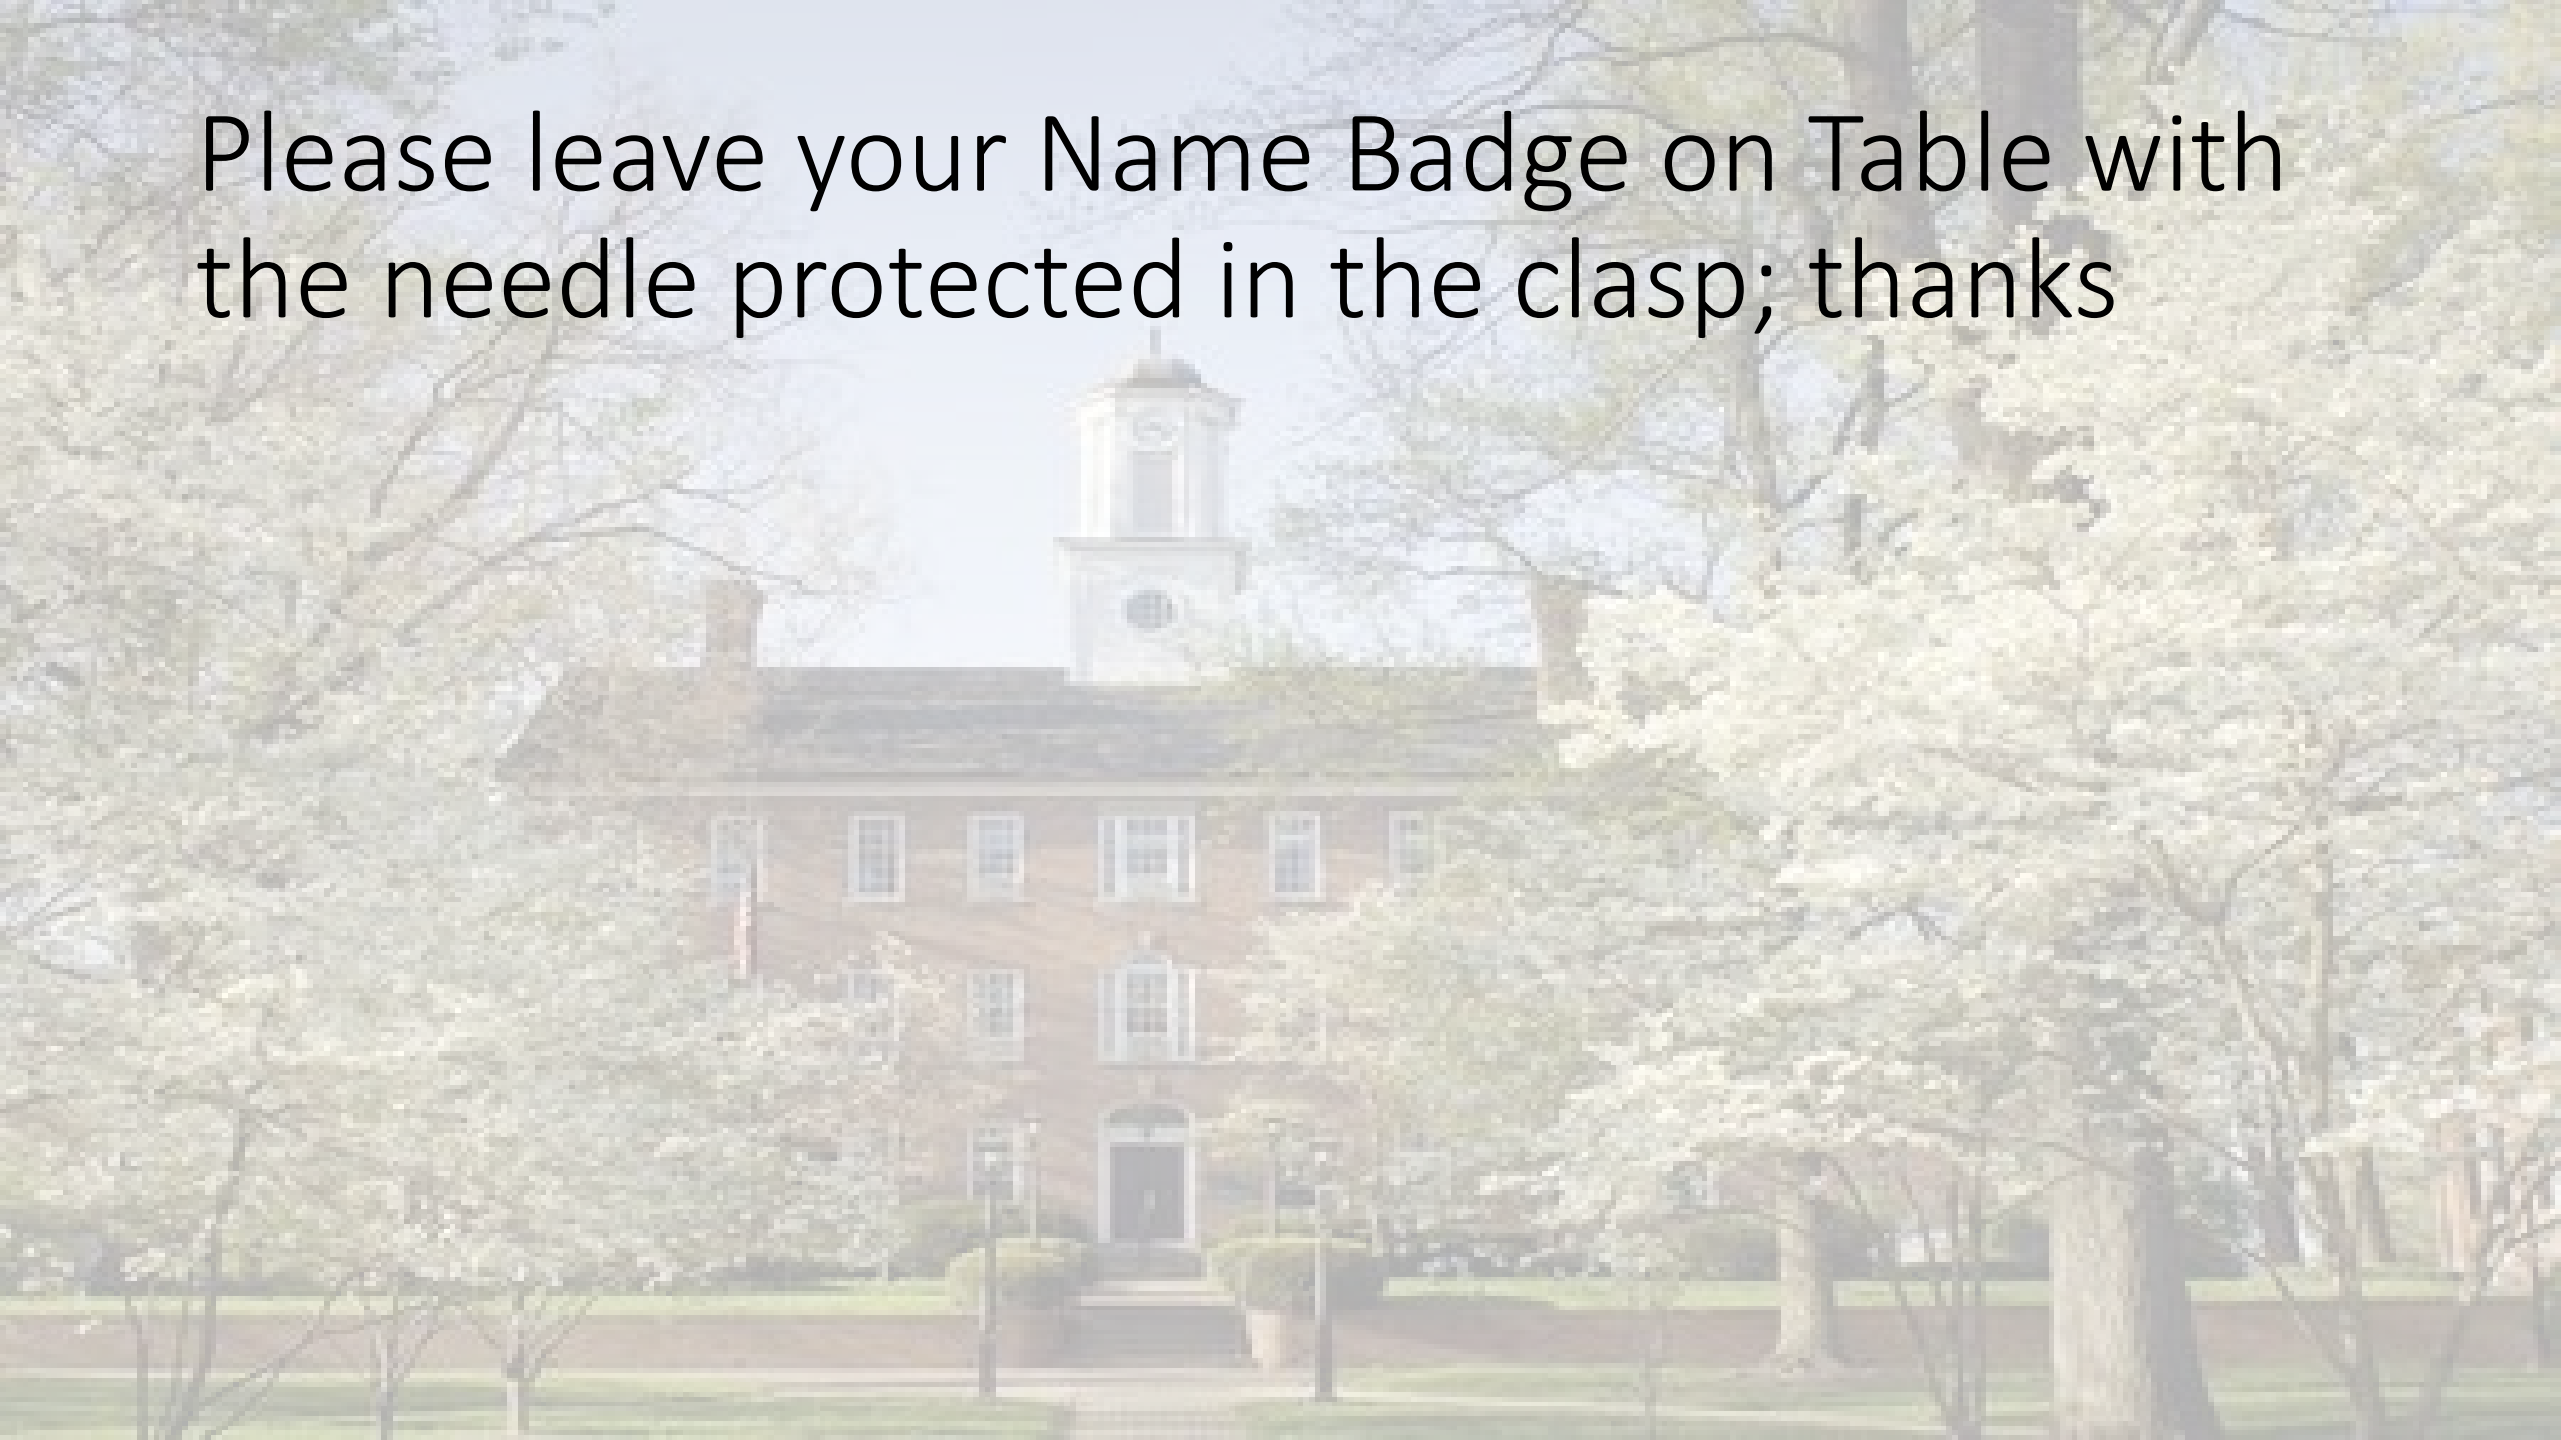 Please leave your Name Badge on Table with
the needle protected in the clasp; thanks